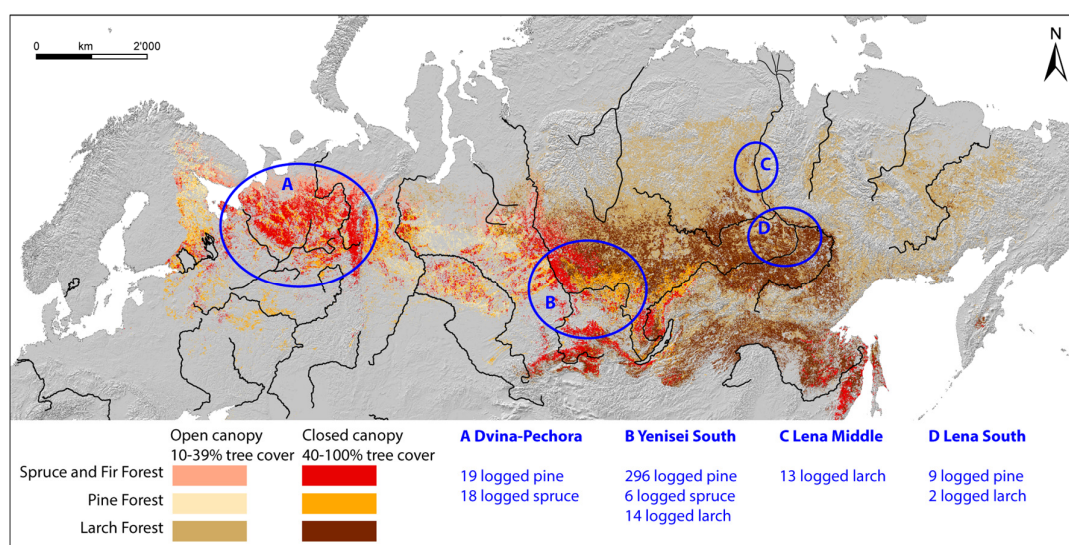 0 km 2'000
N
A
B
C
D
Open canopy
10-39% tree cover
Closed canopy
40-100% tree cover
Spruce and Fir Forest
Pine Forest
Larch Forest
A Dvina-Pechora
19 logged pine
18 logged spruce
B Yenisei South
296 logged pine
6 logged spruce
14 logged larch
C Lena Middle
13 logged larch
D Lena South
9 logged pine
2 logged larch